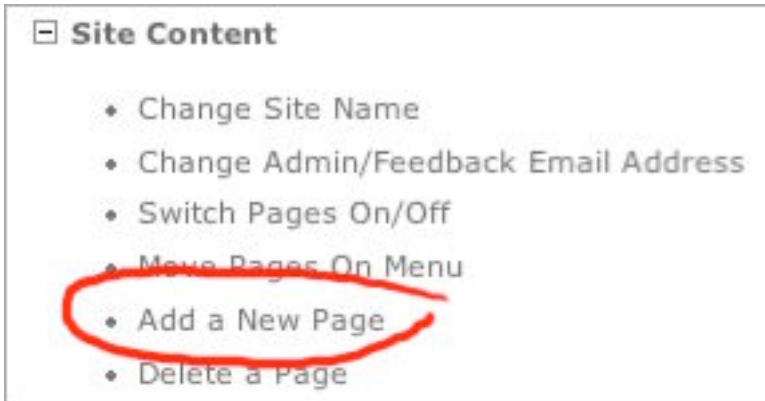 Site Content
Change Site Name
Change Admin/Feedback Email Address
Switch Pages On/Off
Move Pages On Menu
Add a New Page
Delete a Page